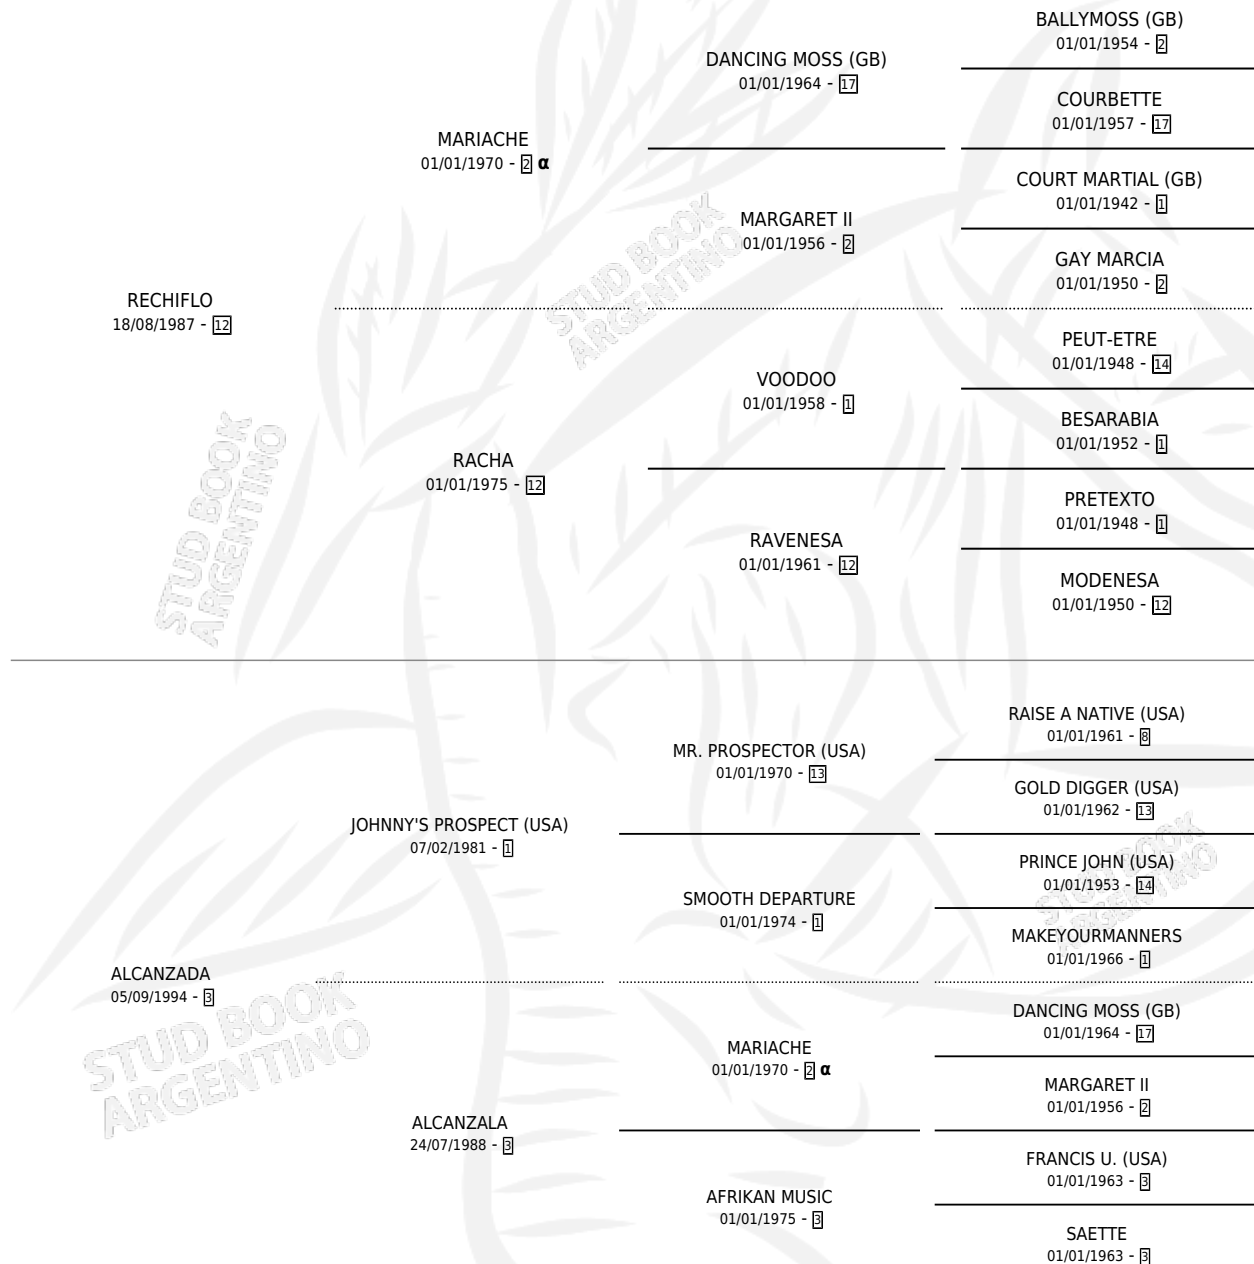 BALLYMOSS (GB)
01/01/1954 - 2
DANCING MOSS (GB)
01/01/1964 - 17
COURBETTE
01/01/1957 - 17
MARIACHE
01/01/1970 - 2 α
COURT MARTIAL (GB)
01/01/1942 - 1
MARGARET II
01/01/1956 - 2
GAY MARCIA
01/01/1950 - 2
RECHIFLO
18/08/1987 - 12
PEUT-ETRE
01/01/1948 - 14
VOODOO
01/01/1958 - 1
BESARABIA
01/01/1952 - 1
RACHA
01/01/1975 - 12
PRETEXTO
01/01/1948 - 1
RAVENESA
01/01/1961 - 12
MODENESA
01/01/1950 - 12
RAISE A NATIVE (USA)
01/01/1961 - 8
MR. PROSPECTOR (USA)
01/01/1970 - 13
GOLD DIGGER (USA)
01/01/1962 - 13
JOHNNY'S PROSPECT (USA)
07/02/1981 - 1
PRINCE JOHN (USA)
01/01/1953 - 14
SMOOTH DEPARTURE
01/01/1974 - 1
MAKEYOURMANNERS
01/01/1966 - 1
ALCANZADA
05/09/1994 - 3
DANCING MOSS (GB)
01/01/1964 - 17
MARIACHE
01/01/1970 - 2 α
MARGARET II
01/01/1956 - 2
ALCANZALA
24/07/1988 - 3
FRANCIS U. (USA)
01/01/1963 - 3
AFRIKAN MUSIC
01/01/1975 - 3
SAETTE
01/01/1963 - 3
STUD BOOK
ARGENTINO
STUD BOOK
ARGENTINO
STUD BOOK
ARGENTINO
STUD BOOK
ARGENTINO